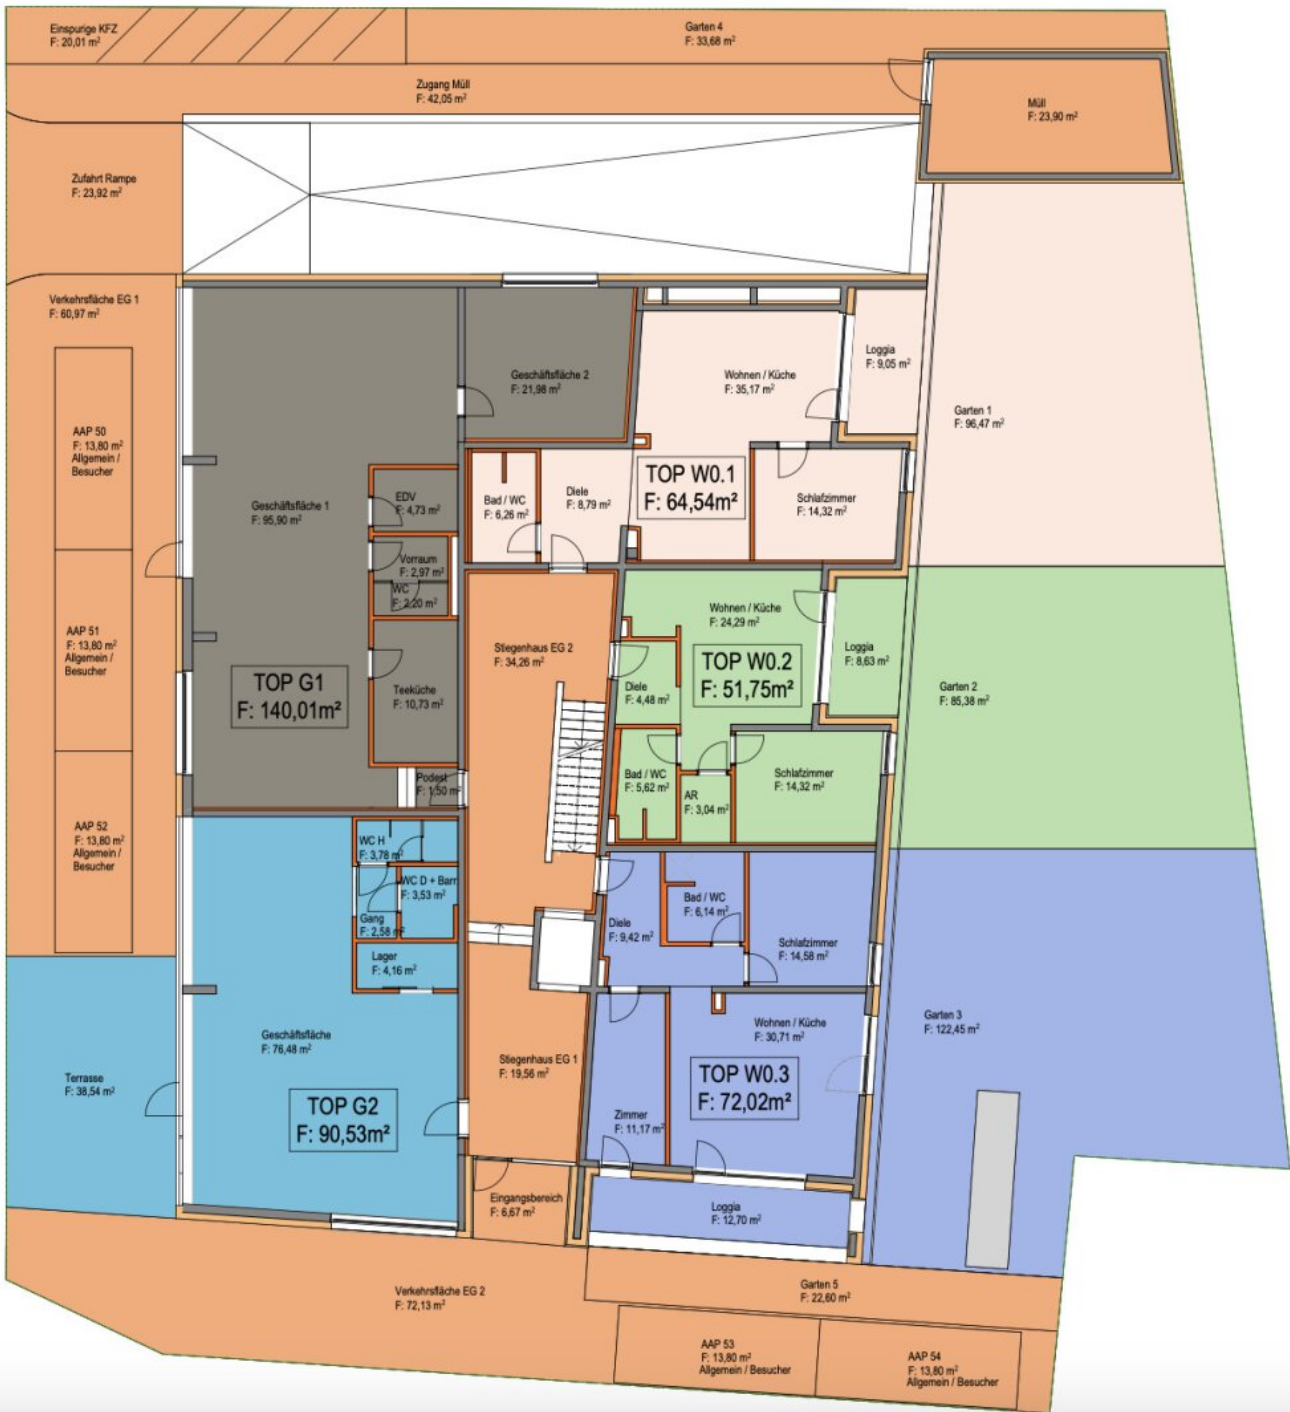 Einspurige KFZ
F: 20,01 m²
Garten 4
F: 33,68 m²
Zugang Müll
F: 42,05 m²
Müll
F: 23,90 m²
Zufahrt Rampe
F: 23,92 m²
Verkehrsfläche EG 1
F: 60,97 m²
Geschäftsfläche 2
F: 21,98 m²
Wohnen / Küche
F: 35,17 m²
Loggia
F: 9,05 m²
Garten 1
F: 96,47 m²
AAP 50
F: 13,80 m²
Allgemein /
Besucher
Geschäftsfläche 1
F: 95,90 m²
EDV
F: 4,73 m²
Bad / WC
F: 6,26 m²
Diele
F: 8,79 m²
TOP W0.1
F: 64,54m²
Schlafzimmer
F: 14,32 m²
Vorraum
F: 2,97 m²
WC
F: 2,20 m²
AAP 51
F: 13,80 m²
Allgemein /
Besucher
Stiegenhaus EG 2
F: 34,26 m²
Wohnen / Küche
F: 24,29 m²
Loggia
F: 8,63 m²
TOP G1
F: 140,01m²
Teeküche
F: 10,73 m²
Diele
F: 4,48 m²
TOP W0.2
F: 51,75m²
Garten 2
F: 85,38 m²
Podest
F: 1,50 m²
Bad / WC
F: 5,62 m²
AR
F: 3,04 m²
Schlafzimmer
F: 14,32 m²
AAP 52
F: 13,80 m²
Allgemein /
Besucher
WC H
F: 3,78 m²
WC D + Barr
F: 3,53 m²
Gang
F: 2,58 m²
Lager
F: 4,16 m²
Diele
F: 9,42 m²
Bad / WC
F: 6,14 m²
Schlafzimmer
F: 14,58 m²
Geschäftsfläche
F: 76,48 m²
Stiegenhaus EG 1
F: 19,56 m²
Wohnen / Küche
F: 30,71 m²
Garten 3
F: 122,45 m²
Terrasse
F: 38,54 m²
TOP G2
F: 90,53m²
Zimmer
F: 11,17 m²
TOP W0.3
F: 72,02m²
Eingangsbereich
F: 6,67 m²
Loggia
F: 12,70 m²
Verkehrsfläche EG 2
F: 72,13 m²
Garten 5
F: 22,60 m²
AAP 53
F: 13,80 m²
Allgemein / Besucher
AAP 54
F: 13,80 m²
Allgemein / Besucher